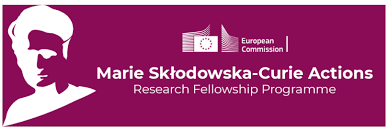 European
Commission
Marie Skłodowska-Curie Actions
Research Fellowship Programme